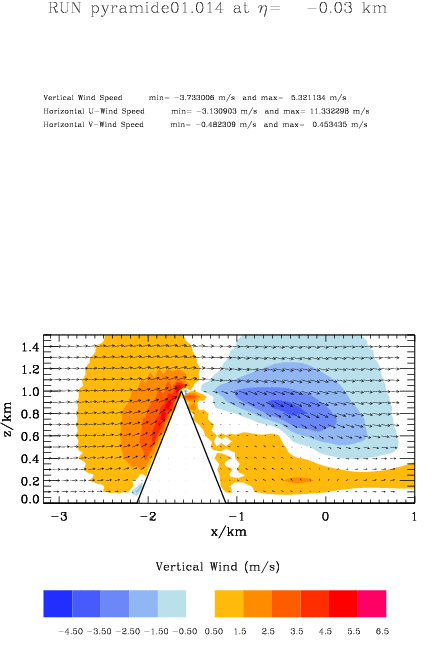 RUN pyramide01.014 at η= −0.03 km
Vertical Wind Speed min= −3.733006 m/s and max= 5.321134 m/s
Horizontal U−Wind Speed min= −3.130903 m/s and max= 11.332298 m/s
Horizontal V−Wind Speed min= −0.482309 m/s and max= 0.453435 m/s
1.4
1.2
1.0
0.8
0.6
0.4
0.2
0.0
z/km
−3 −2 −1 0 1
x/km
Vertical Wind (m/s)
−4.50 −3.50 −2.50 −1.50 −0.50 0.50 1.5 2.5 3.5 4.5 5.5 6.5